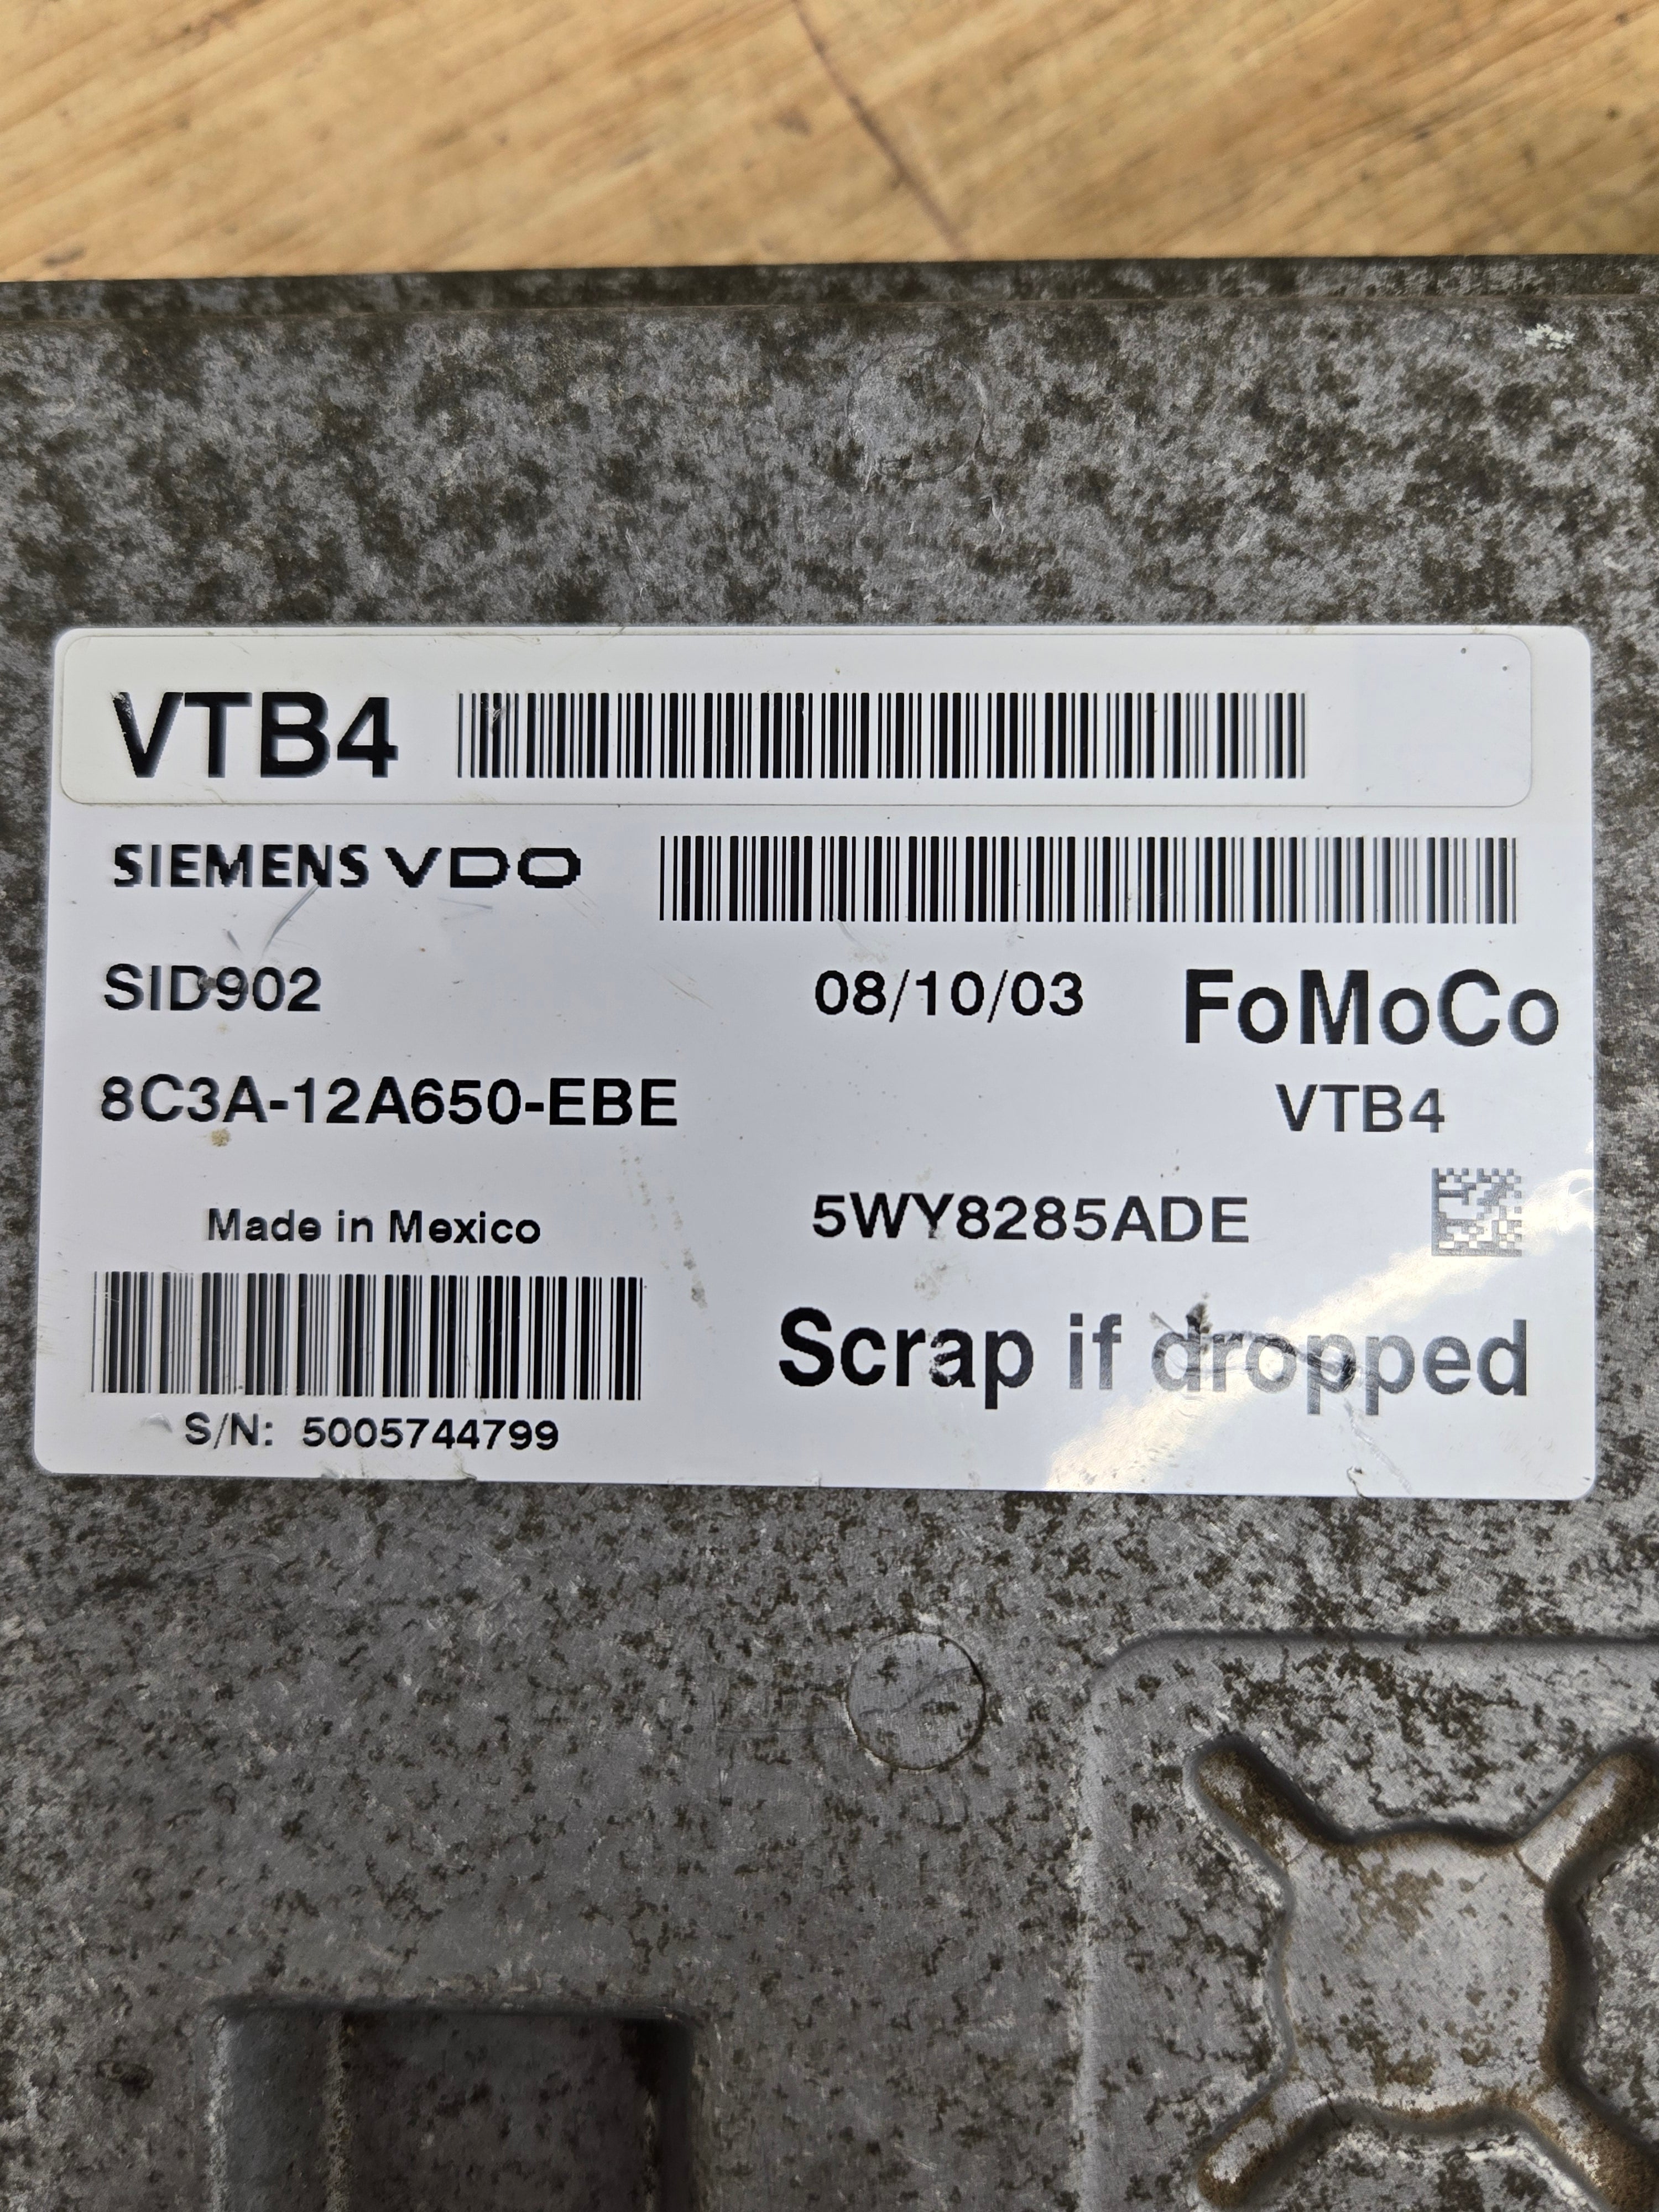 VTB4
SIEMENS VDO
SID902
08/10/03
FoMoCo
8C3A-12A650-EBE
VTB4
Made in Mexico
5WY8285ADE
Scrap if dropped
S/N: 5005744799